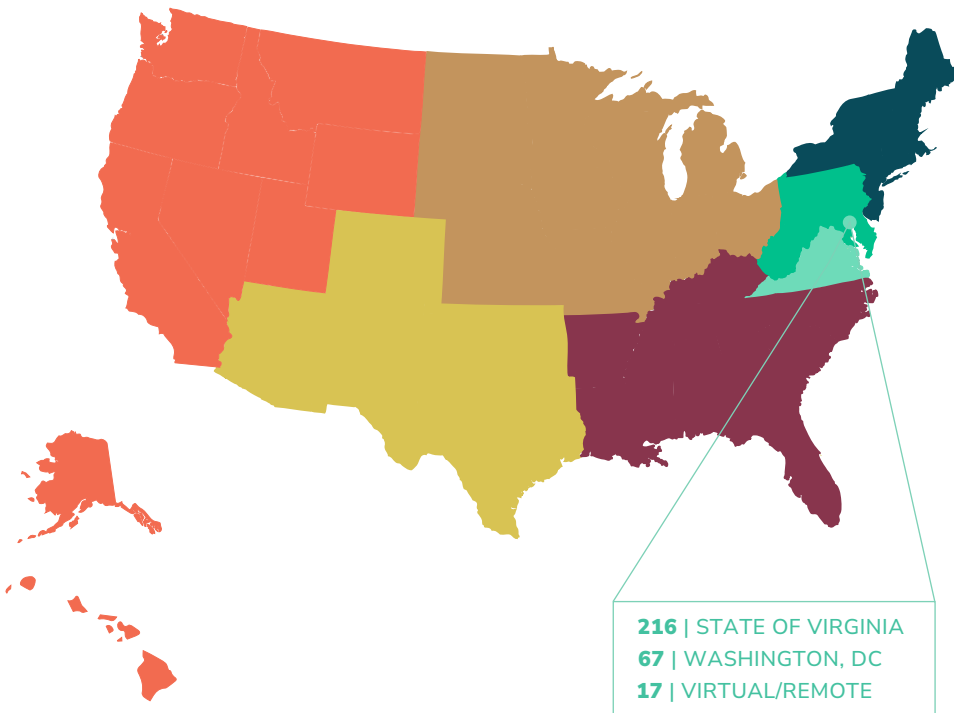 216 | STATE OF VIRGINIA
67 | WASHINGTON, DC
17 | VIRTUAL/REMOTE